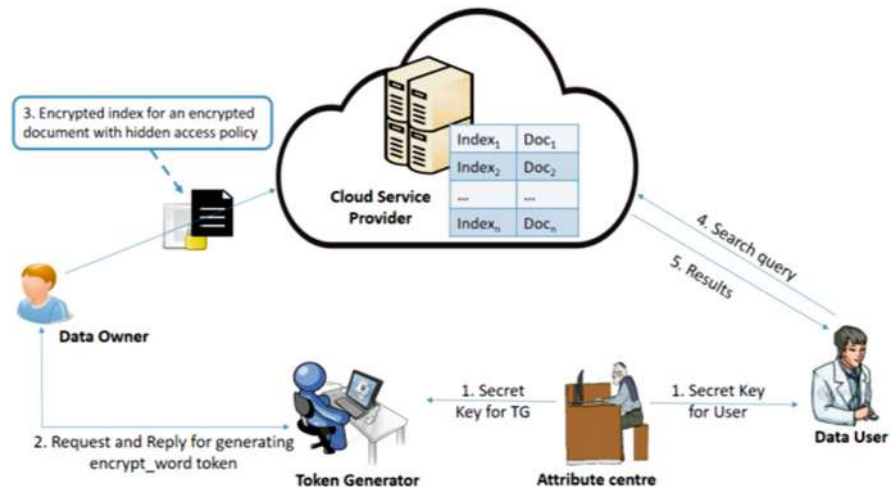 3. Encrypted index for an encrypted
document with hidden access policy
Index₁ Doc₁
Index₂ Doc₂
... ...
Indexₙ Docₙ
Cloud Service
Provider
4. Search query
5. Results
Data Owner
Data User
1. Secret
Key for TG
1. Secret Key
for User
2. Request and Reply for generating
encrypt_word token
Token Generator
Attribute centre